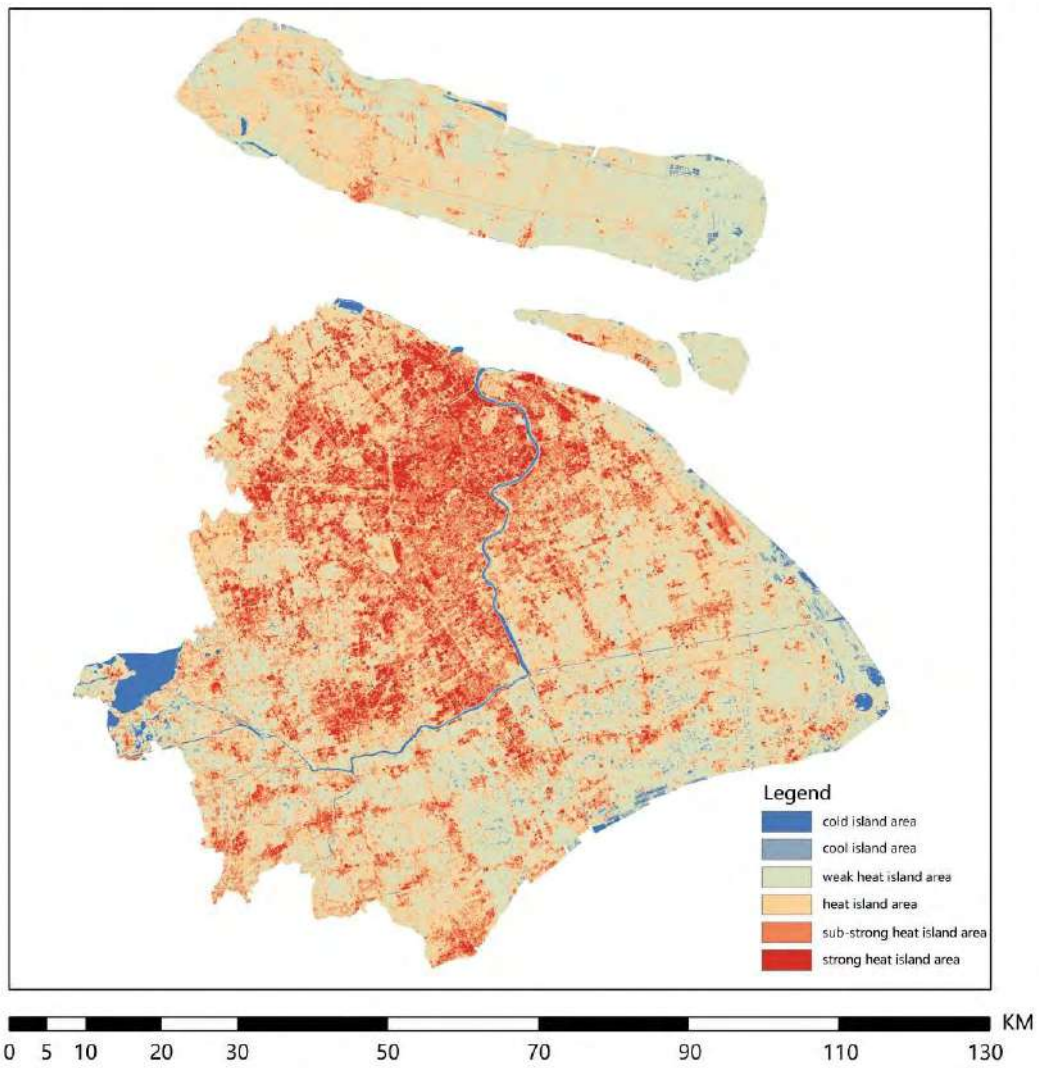 Legend
cold island area
cool island area
weak heat island area
heat island area
sub-strong heat island area
strong heat island area
KM
0 5 10 20 30 50 70 90 110 130